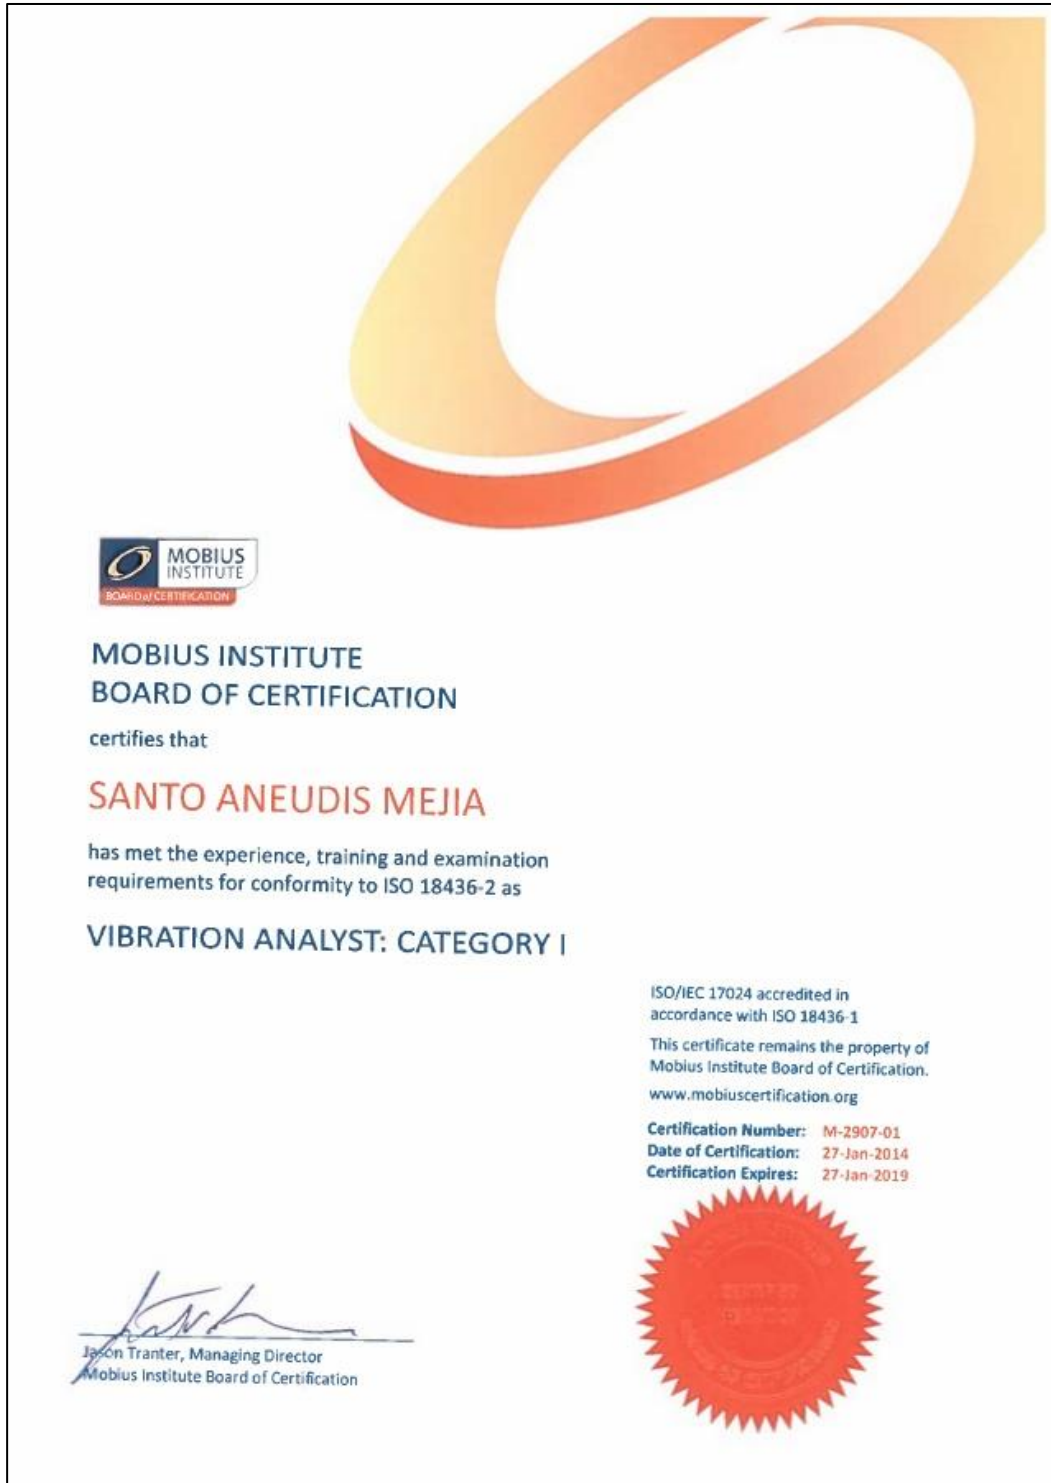 MOBIUS
INSTITUTE
BOARD of CERTIFICATION
MOBIUS INSTITUTE
BOARD OF CERTIFICATION
certifies that
SANTO ANEUDIS MEJIA
has met the experience, training and examination
requirements for conformity to ISO 18436-2 as
VIBRATION ANALYST: CATEGORY I
ISO/IEC 17024 accredited in
accordance with ISO 18436-1
This certificate remains the property of
Mobius Institute Board of Certification.
www.mobiuscertification.org
Certification Number: M-2907-01
Date of Certification: 27-Jan-2014
Certification Expires: 27-Jan-2019
Jason Tranter, Managing Director
Mobius Institute Board of Certification